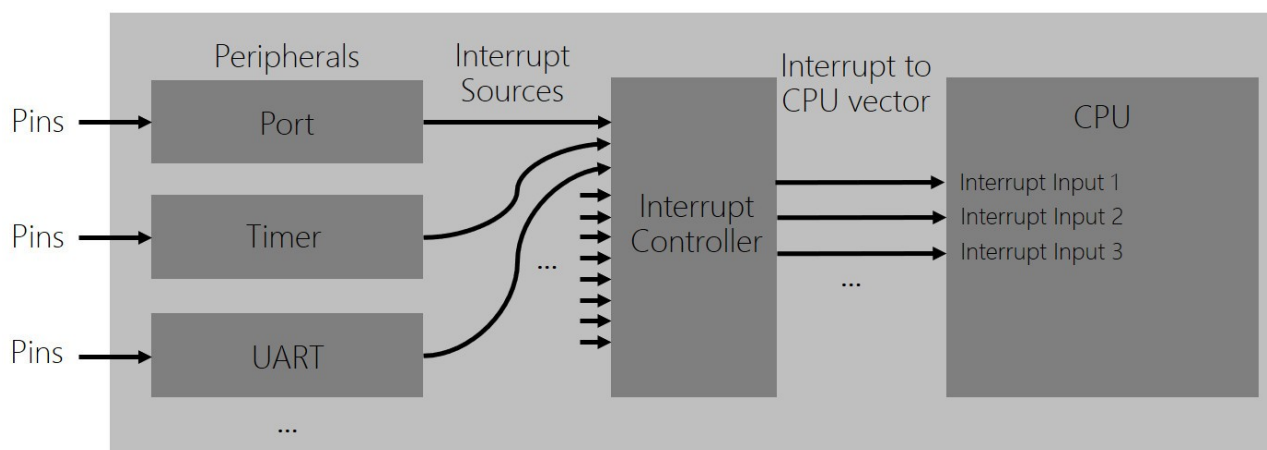 Peripherals
Interrupt
Sources
Interrupt to
CPU vector
Pins
Port
CPU
Interrupt Input 1
Pins
Timer
Interrupt
Controller
Interrupt Input 2
Interrupt Input 3
...
...
Pins
UART
...